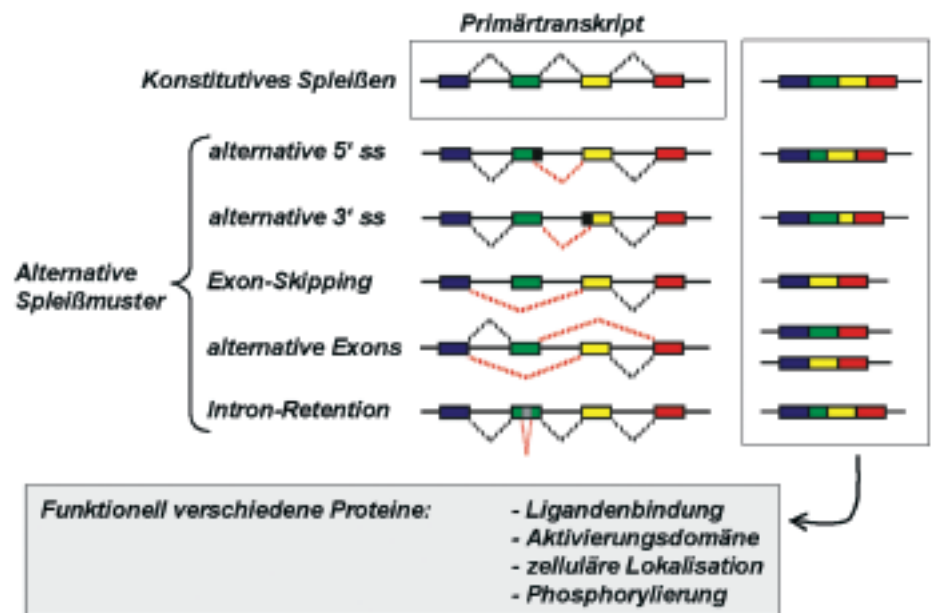 Primärtranskript
Konstitutives Spleißen
alternative 5' ss
alternative 3' ss
Alternative
Spleißmuster
Exon-Skipping
alternative Exons
Intron-Retention
Funktionell verschiedene Proteine:
- Ligandenbindung
- Aktivierungsdomäne
- zelluläre Lokalisation
- Phosphorylierung